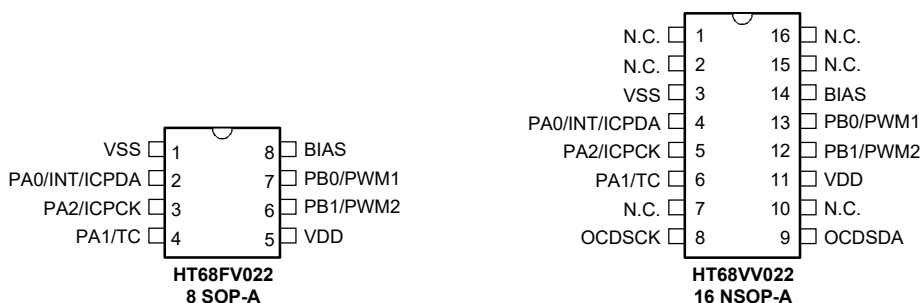 VSS 1 8 BIAS
PA0/INT/ICPDA 2 7 PB0/PWM1
PA2/ICPCK 3 6 PB1/PWM2
PA1/TC 4 5 VDD
HT68FV022
8 SOP-A
N.C. 1 16 N.C.
N.C. 2 15 N.C.
VSS 3 14 BIAS
PA0/INT/ICPDA 4 13 PB0/PWM1
PA2/ICPCK 5 12 PB1/PWM2
PA1/TC 6 11 VDD
N.C. 7 10 N.C.
OCDSCK 8 9 OCDSDA
HT68VV022
16 NSOP-A